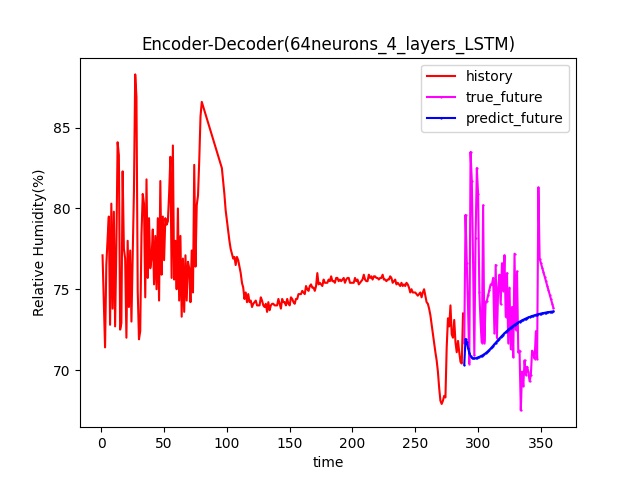 Encoder-Decoder(64neurons_4_layers_LSTM)
history
true_future
predict_future
Relative Humidity(%)
85
80
75
70
0 50 100 150 200 250 300 350
time